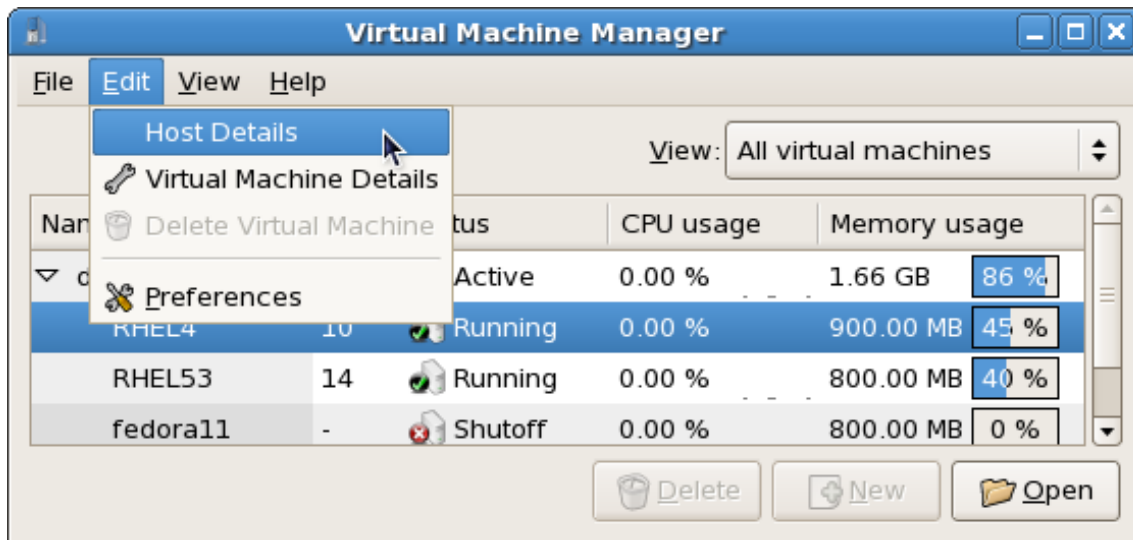 Virtual Machine Manager
File Edit View Help
Host Details
View: All virtual machines
Virtual Machine Details
Delete Virtual Machine
CPU usage Memory usage
Active 0.00 % 1.66 GB 86 %
Preferences
RHEL4 10 Running 0.00 % 900.00 MB 45 %
RHEL53 14 Running 0.00 % 800.00 MB 40 %
fedora11 - Shutoff 0.00 % 800.00 MB 0 %
Delete New Open